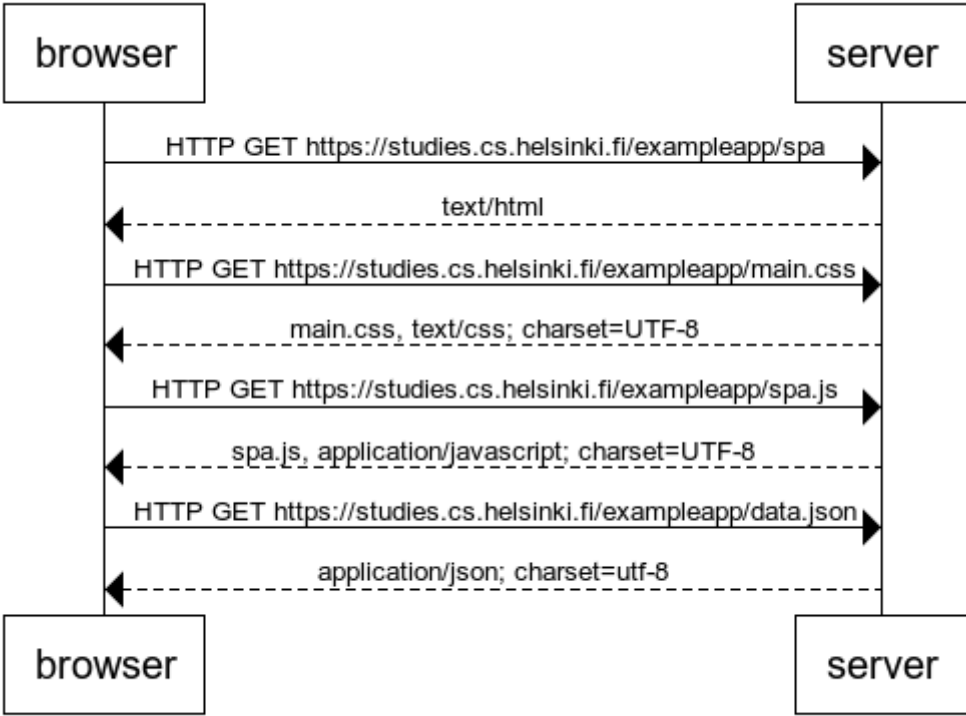 browser server
HTTP GET https://studies.cs.helsinki.fi/exampleapp/spa
text/html
HTTP GET https://studies.cs.helsinki.fi/exampleapp/main.css
main.css, text/css; charset=UTF-8
HTTP GET https://studies.cs.helsinki.fi/exampleapp/spa.js
spa.js, application/javascript; charset=UTF-8
HTTP GET https://studies.cs.helsinki.fi/exampleapp/data.json
application/json; charset=utf-8
browser server